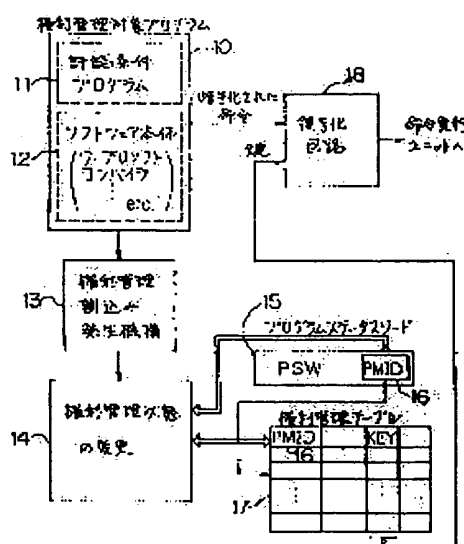 権利管理対象プログラム
10
11
許諾条件
プログラム
12
ソフトウェア本体
ワープロソフト
コンパイラ
etc.
13
権利管理
割込み
発生機構
14
権利管理状態
の変更
18
暗号化された
命令
鍵
復号化
回路
命令実行
ユニットへ
15
プログラムステータスワード
PSW
PMID
16
権利管理テーブル
PMID
KEY
96
17